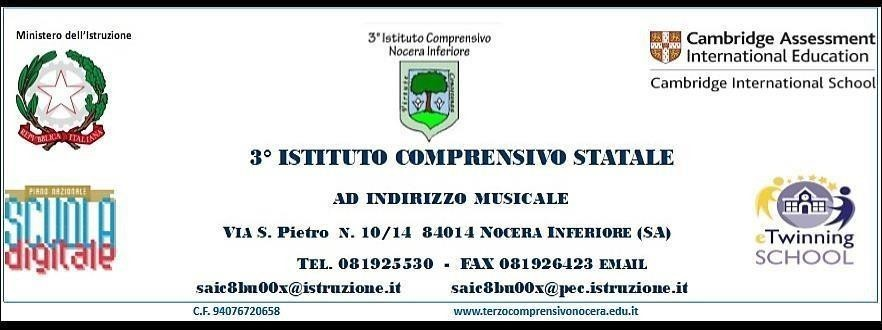 Ministero dell'Istruzione
REPVBBLICA ITALIANA
3° Istituto Comprensivo
Nocera Inferiore
Cambridge Assessment
International Education
Cambridge International School
3° ISTITUTO COMPRENSIVO STATALE
AD INDIRIZZO MUSICALE
VIA S. Pietro N. 10/14 84014 NOCERA INFERIORE (SA)
TEL. 081925530 - FAX 081926423 EMAIL
saic8bu00x@istruzione.it saic8bu00x@pec.istruzione.it
PIANO NAZIONALE
SCUOLA
digitale
eTwinning
SCHOOL
C.F. 94076720658
www.terzocomprensivonocera.edu.it